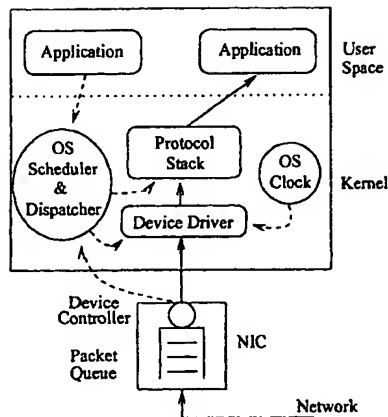 Application
Application
User
Space
OS
Scheduler
&
Dispatcher
Protocol
Stack
OS
Clock
Kernel
Device Driver
Device
Controller
NIC
Packet
Queue
Network